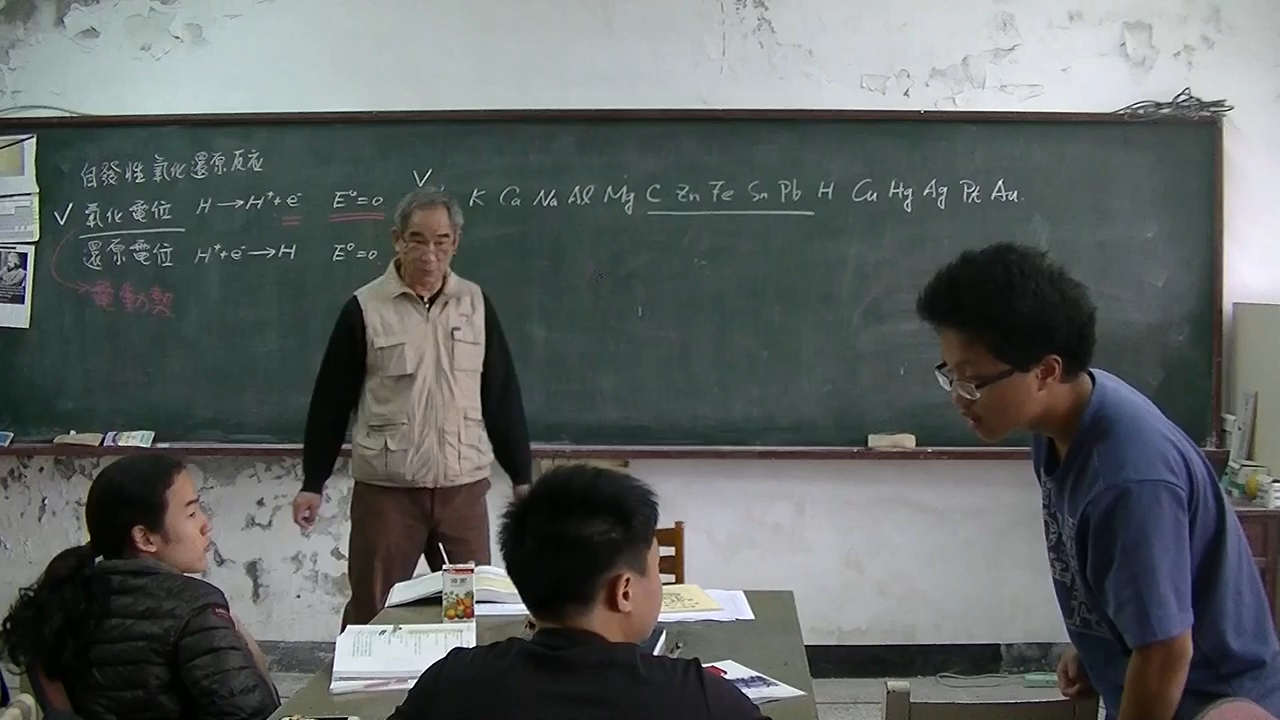 自發性氧化還原反应
V 氧化電位 H → H⁺ + e⁻ E°=0
還原電位 H⁺ + e⁻ → H E°=0
電動勢
V K Ca Na Al Mg C Zn Fe Sn Pb H Cu Hg Ag Pt Au